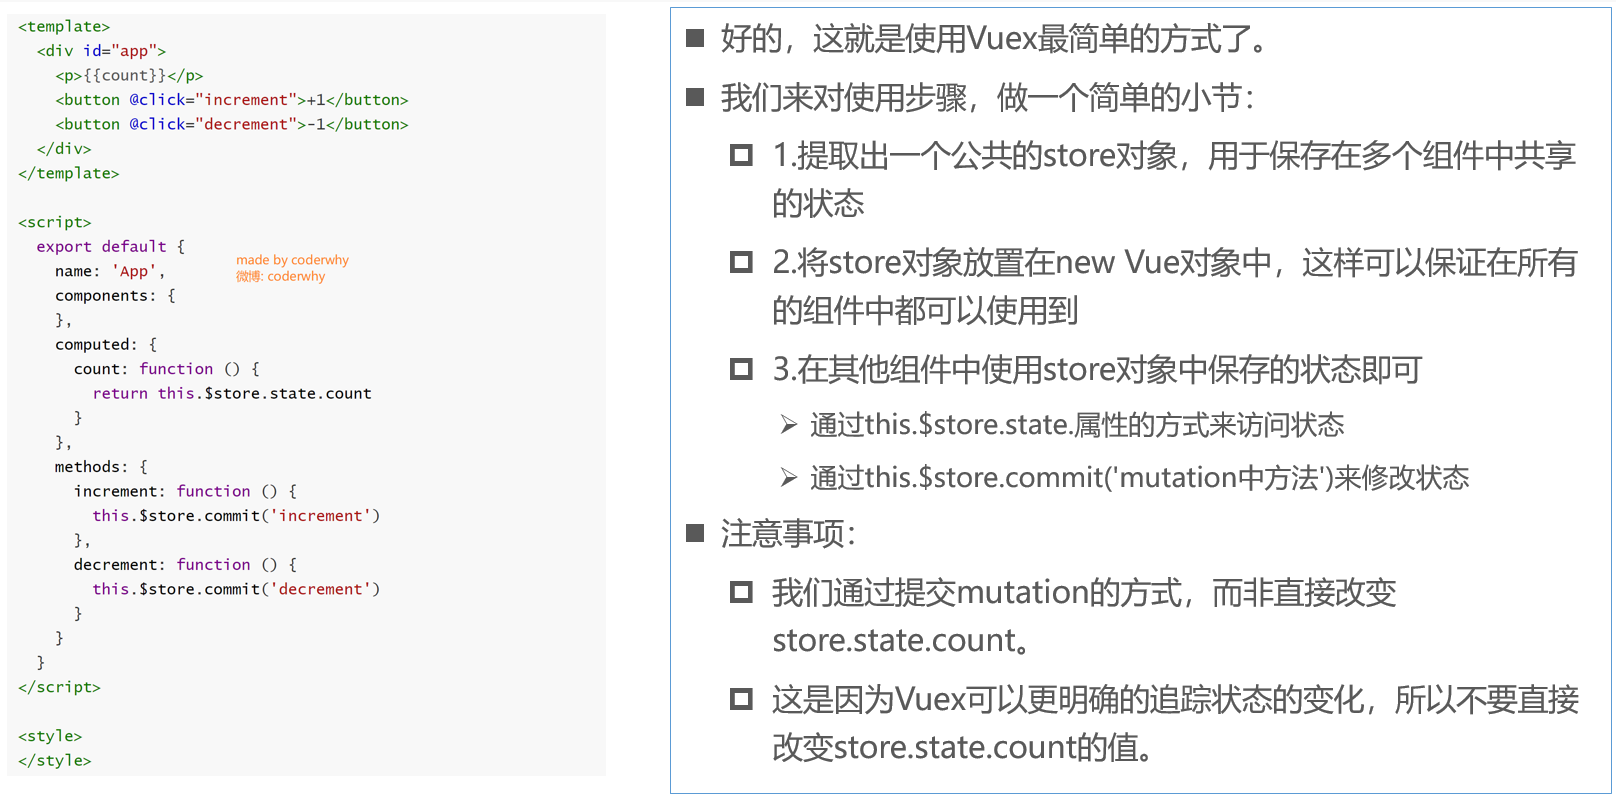 <template>
  <div id="app">
    <p>{{count}}</p>
    <button @click="increment">+1</button>
    <button @click="decrement">-1</button>
  </div>
</template>

<script>
  export default {
    name: 'App',
    components: {
    },
    computed: {
      count: function () {
        return this.$store.state.count
      }
    },
    methods: {
      increment: function () {
        this.$store.commit('increment')
      },
      decrement: function () {
        this.$store.commit('decrement')
      }
    }
  }
</script>

<style>
</style>
made by coderwhy
微博: coderwhy
■ 好的，这就是使用Vuex最简单的方式了。
■ 我们来对使用步骤，做一个简单的小节：
1.提取出一个公共的store对象，用于保存在多个组件中共享
的状态
2.将store对象放置在new Vue对象中，这样可以保证在所有
的组件中都可以使用到
3.在其他组件中使用store对象中保存的状态即可
➢ 通过this.$store.state.属性的方式来访问状态
➢ 通过this.$store.commit('mutation中方法')来修改状态
■ 注意事项：
我们通过提交mutation的方式，而非直接改变
store.state.count。
这是因为Vuex可以更明确的追踪状态的变化，所以不要直接
改变store.state.count的值。